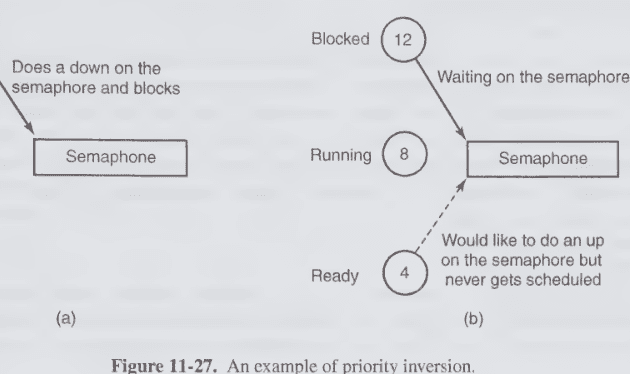 Does a down on the
semaphore and blocks
Semaphone
(a)
Blocked
12
Waiting on the semaphore
Running
8
Semaphone
Ready
4
Would like to do an up
on the semaphore but
never gets scheduled
(b)
Figure 11-27. An example of priority inversion.